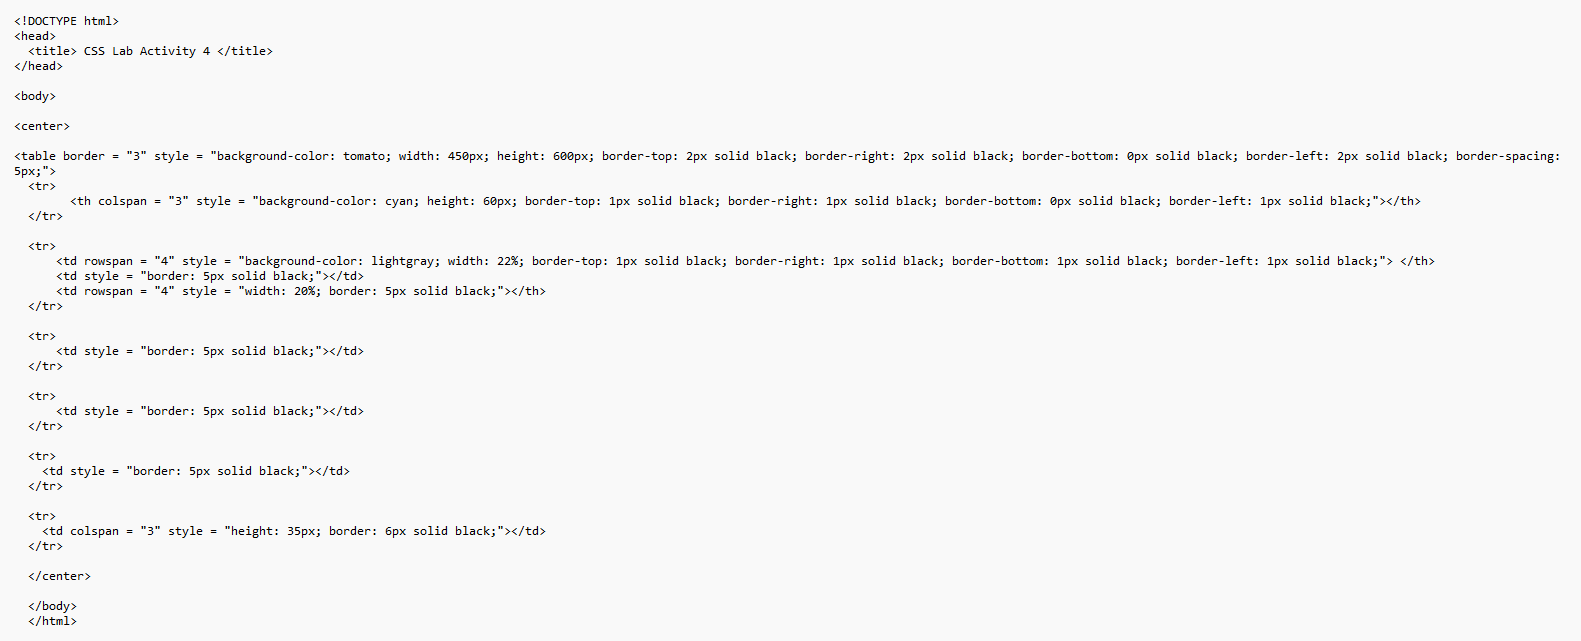 <!DOCTYPE html>
<head>
  <title> CSS Lab Activity 4 </title>
</head>

<body>

<center>

<table border = "3" style = "background-color: tomato; width: 450px; height: 600px; border-top: 2px solid black; border-right: 2px solid black; border-bottom: 0px solid black; border-left: 2px solid black; border-spacing:
5px;">
  <tr>
        <th colspan = "3" style = "background-color: cyan; height: 60px; border-top: 1px solid black; border-right: 1px solid black; border-bottom: 0px solid black; border-left: 1px solid black;"></th>
  </tr>

  <tr>
      <td rowspan = "4" style = "background-color: lightgray; width: 22%; border-top: 1px solid black; border-right: 1px solid black; border-bottom: 1px solid black; border-left: 1px solid black;"> </th>
      <td style = "border: 5px solid black;"></td>
      <td rowspan = "4" style = "width: 20%; border: 5px solid black;"></th>
  </tr>

  <tr>
      <td style = "border: 5px solid black;"></td>
  </tr>

  <tr>
      <td style = "border: 5px solid black;"></td>
  </tr>

  <tr>
    <td style = "border: 5px solid black;"></td>
  </tr>

  <tr>
    <td colspan = "3" style = "height: 35px; border: 6px solid black;"></td>
  </tr>

  </center>

  </body>
  </html>